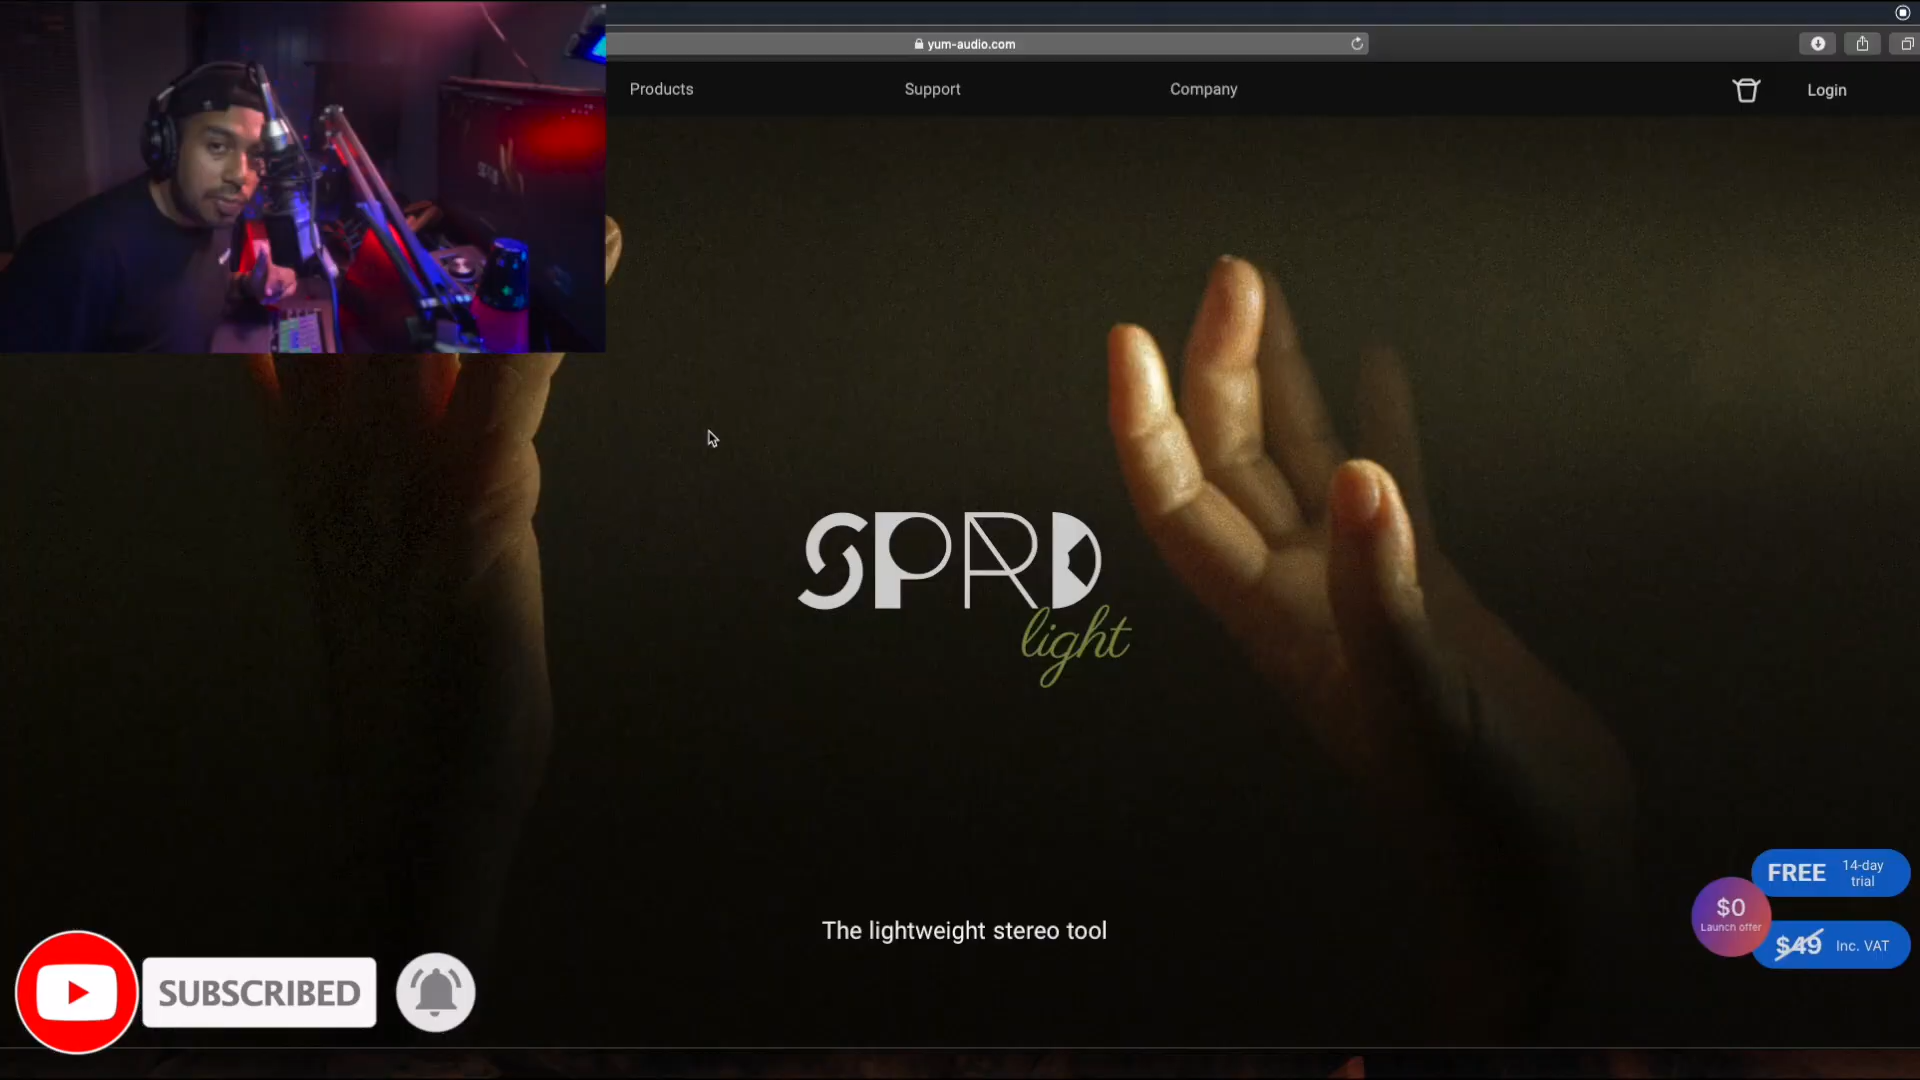 yum-audio.com
Products
Support
Company
Login
SPRD
light
The lightweight stereo tool
FREE
14-day
trial
$0
Launch offer
$49
Inc. VAT
SUBSCRIBED